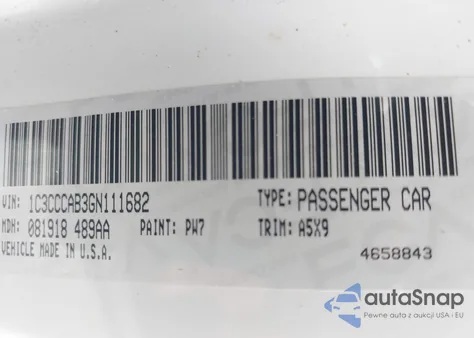 VIN: 1C3CCCAB3GN111682 TYPE: PASSENGER CAR
MDH: 081918 489AA PAINT: PW7 TRIM: A5X9
VEHICLE MADE IN U.S.A. 4658843
autoSnap
Pewne auta z aukcji USA - EU